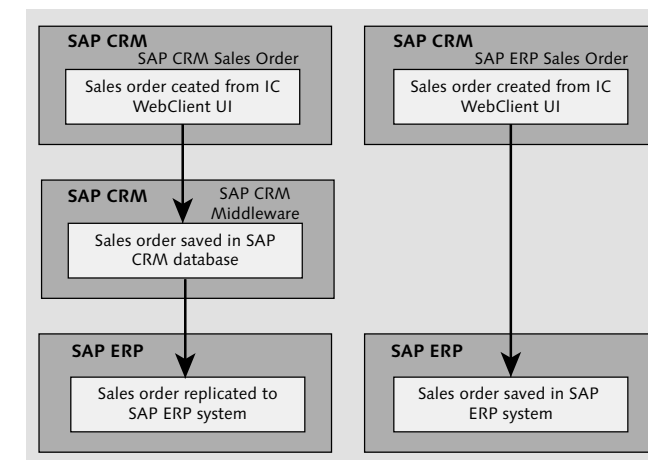 SAP CRM
SAP CRM Sales Order
Sales order ceated from IC
WebClient UI
SAP CRM
SAP CRM
Middleware
Sales order saved in SAP
CRM database
SAP ERP
Sales order replicated to
SAP ERP system
SAP CRM
SAP ERP Sales Order
Sales order created from IC
WebClient UI
SAP ERP
Sales order saved in SAP
ERP system